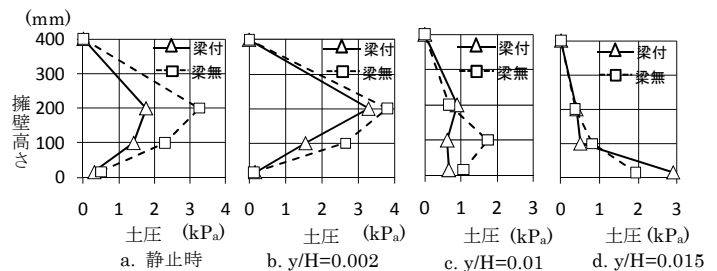 (mm)
擁壁高さ
400
300
200
100
0
梁付
梁無
0 1 2 3 4
土圧 (kPa)
a. 静止時
梁付
梁無
0 1 2 3 4
土圧 (kPa)
b. y/H=0.002
梁付
梁無
0 1 2 3
土圧 (kPa)
c. y/H=0.01
梁付
梁無
0 1 2 3
土圧 (kPa)
d. y/H=0.015